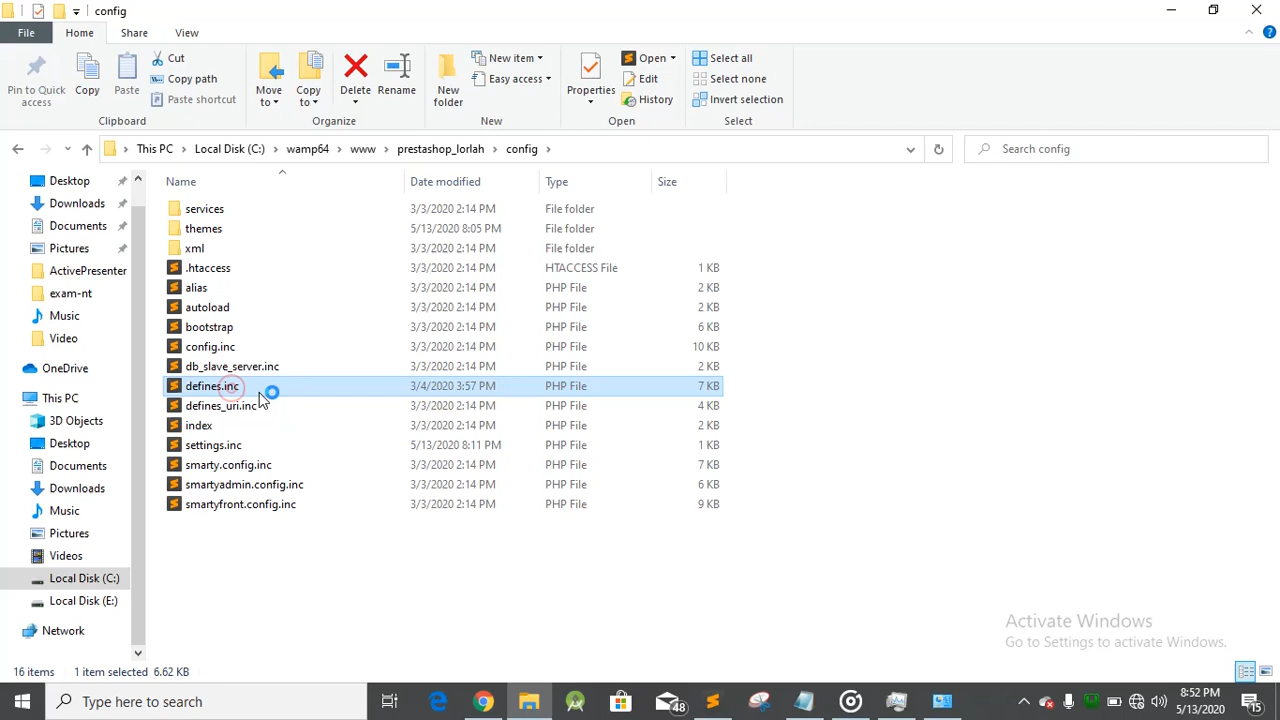 config
File Home Share View
Pin to Quick access
Copy
Paste
Cut
Copy path
Paste shortcut
Move to
Copy to
Delete
Rename
New folder
New item
Easy access
Properties
Open
Edit
History
Select all
Select none
Invert selection
Clipboard Organize New Open Select
This PC Local Disk (C:) wamp64 www prestashop_lorlah config
Search config
Name Date modified Type Size
services 3/3/2020 2:14 PM File folder
themes 5/13/2020 8:05 PM File folder
xml 3/3/2020 2:14 PM File folder
.htaccess 3/3/2020 2:14 PM HTACCESS File 1 KB
alias 3/3/2020 2:14 PM PHP File 2 KB
autoload 3/3/2020 2:14 PM PHP File 2 KB
bootstrap 3/3/2020 2:14 PM PHP File 6 KB
config.inc 3/3/2020 2:14 PM PHP File 10 KB
db_slave_server.inc 3/3/2020 2:14 PM PHP File 2 KB
defines.inc 3/4/2020 3:57 PM PHP File 7 KB
defines_uri.inc 3/3/2020 2:14 PM PHP File 4 KB
index 3/3/2020 2:14 PM PHP File 2 KB
settings.inc 5/13/2020 8:11 PM PHP File 1 KB
smarty.config.inc 3/3/2020 2:14 PM PHP File 7 KB
smartyadmin.config.inc 3/3/2020 2:14 PM PHP File 6 KB
smartyfront.config.inc 3/3/2020 2:14 PM PHP File 9 KB
Desktop
Downloads
Documents
Pictures
ActivePresenter
exam-nt
Music
Video
OneDrive
This PC
3D Objects
Desktop
Documents
Downloads
Music
Pictures
Videos
Local Disk (C:)
Local Disk (E:)
Network
Activate Windows
Go to Settings to activate Windows.
16 items 1 item selected 6.62 KB
Type here to search
48
8:52 PM
5/13/2020
15